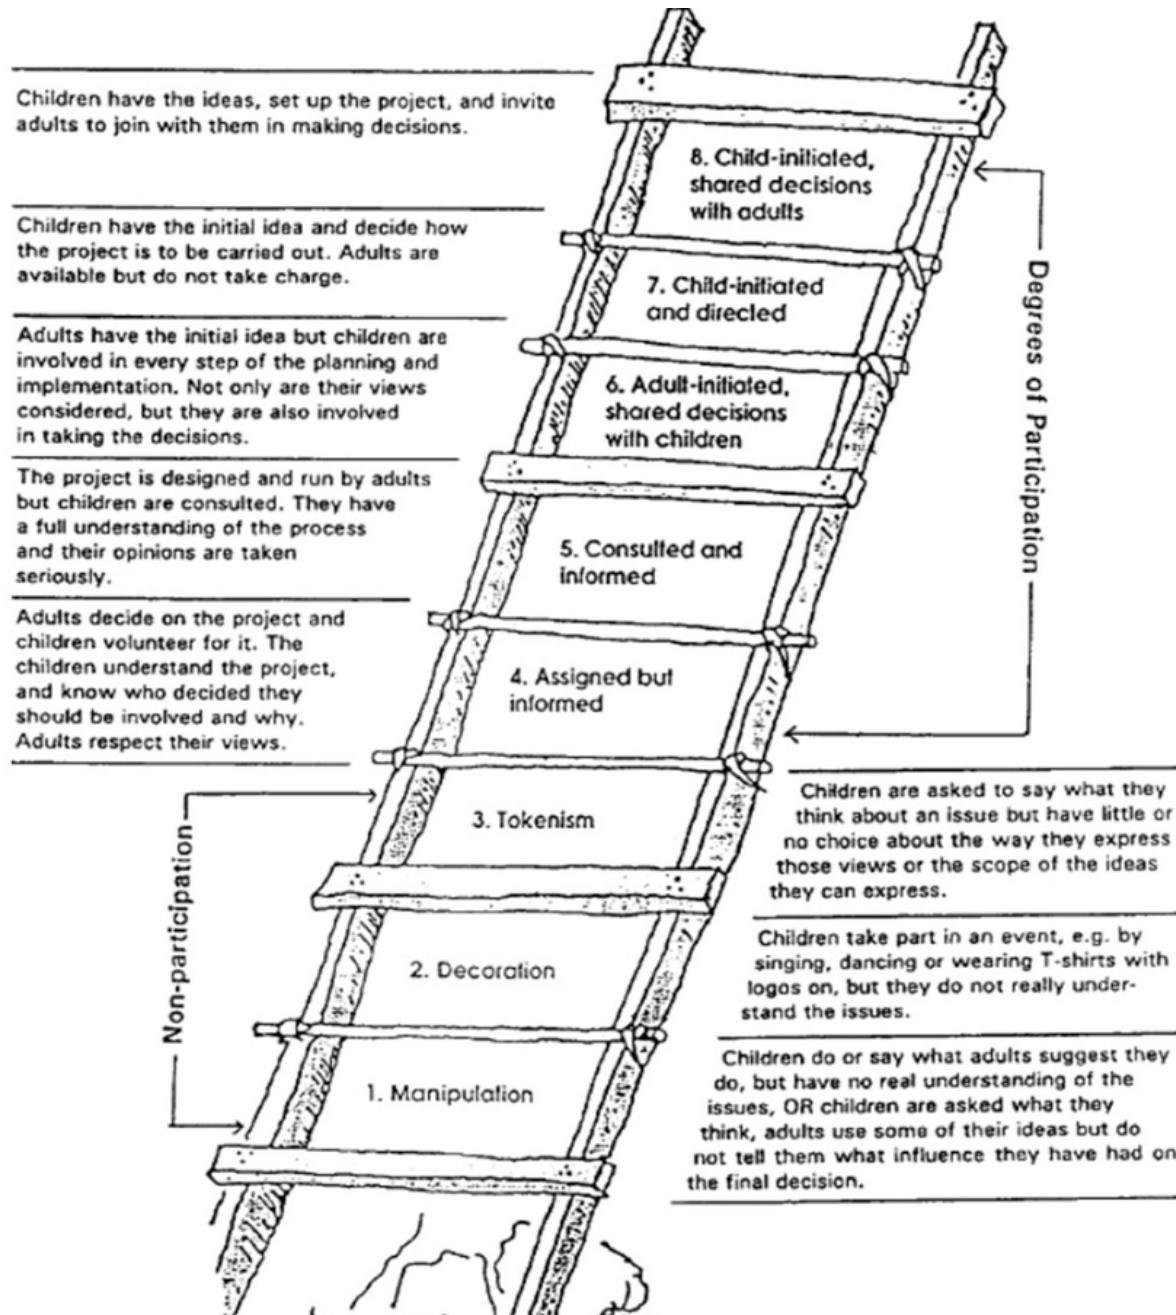 Children have the ideas, set up the project, and invite
adults to join with them in making decisions.
Children have the initial idea and decide how
the project is to be carried out. Adults are
available but do not take charge.
Adults have the initial idea but children are
involved in every step of the planning and
implementation. Not only are their views
considered, but they are also involved
in taking the decisions.
The project is designed and run by adults
but children are consulted. They have
a full understanding of the process
and their opinions are taken
seriously.
Adults decide on the project and
children volunteer for it. The
children understand the project,
and know who decided they
should be involved and why.
Adults respect their views.
8. Child-initiated,
shared decisions
with adults
7. Child-initiated
and directed
6. Adult-initiated,
shared decisions
with children
5. Consulted and
informed
4. Assigned but
informed
3. Tokenism
2. Decoration
1. Manipulation
Degrees of Participation
Non-participation
Children are asked to say what they
think about an issue but have little or
no choice about the way they express
those views or the scope of the ideas
they can express.
Children take part in an event, e.g. by
singing, dancing or wearing T-shirts with
logos on, but they do not really under-
stand the issues.
Children do or say what adults suggest they
do, but have no real understanding of the
issues, OR children are asked what they
think, adults use some of their ideas but do
not tell them what influence they have had on
the final decision.